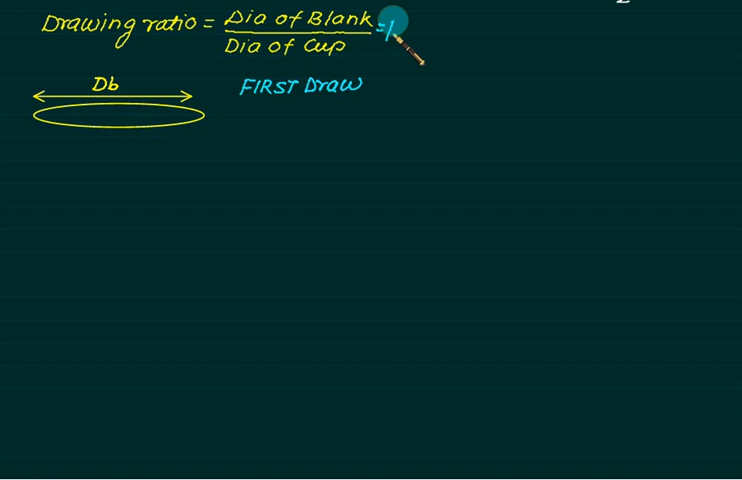 Drawing ratio = Dia of Blank / Dia of Cup =
Db
FIRST Draw